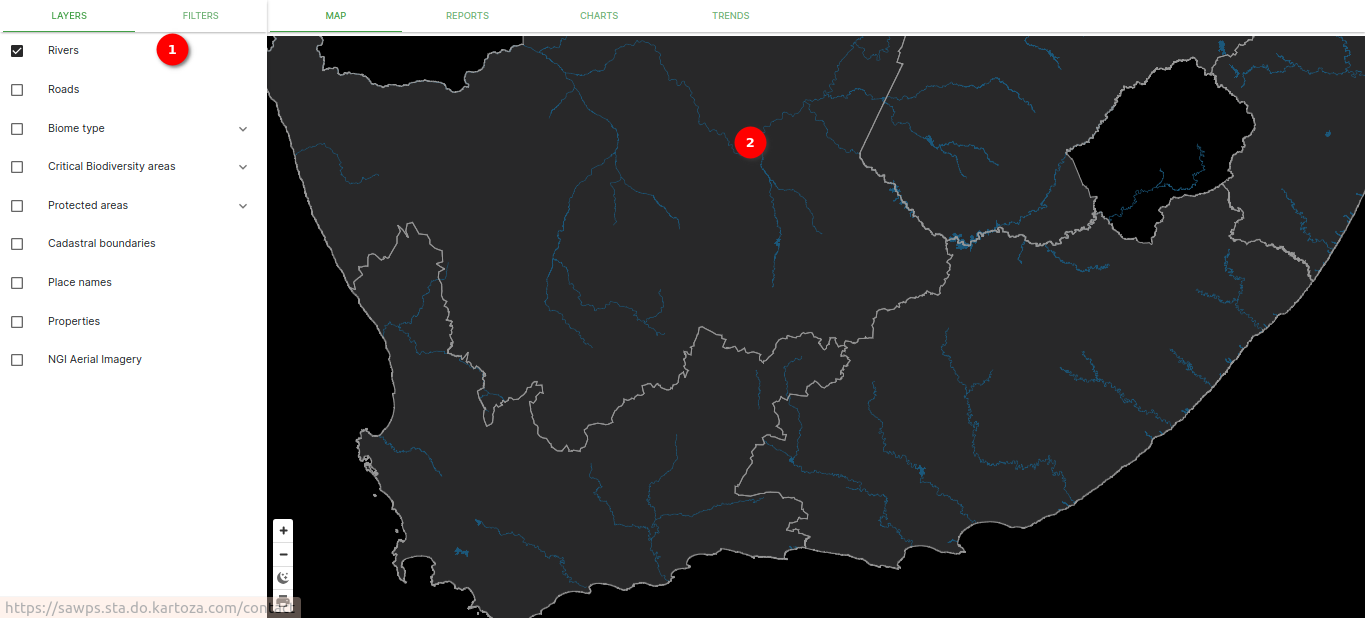 LAYERS FILTERS MAP REPORTS CHARTS TRENDS
Rivers 1
Roads
Biome type
2
Critical Biodiversity areas
Protected areas
Cadastral boundaries
Place names
Properties
NGI Aerial Imagery
+
−
https://sawps.sta.do.kartoza.com/contact